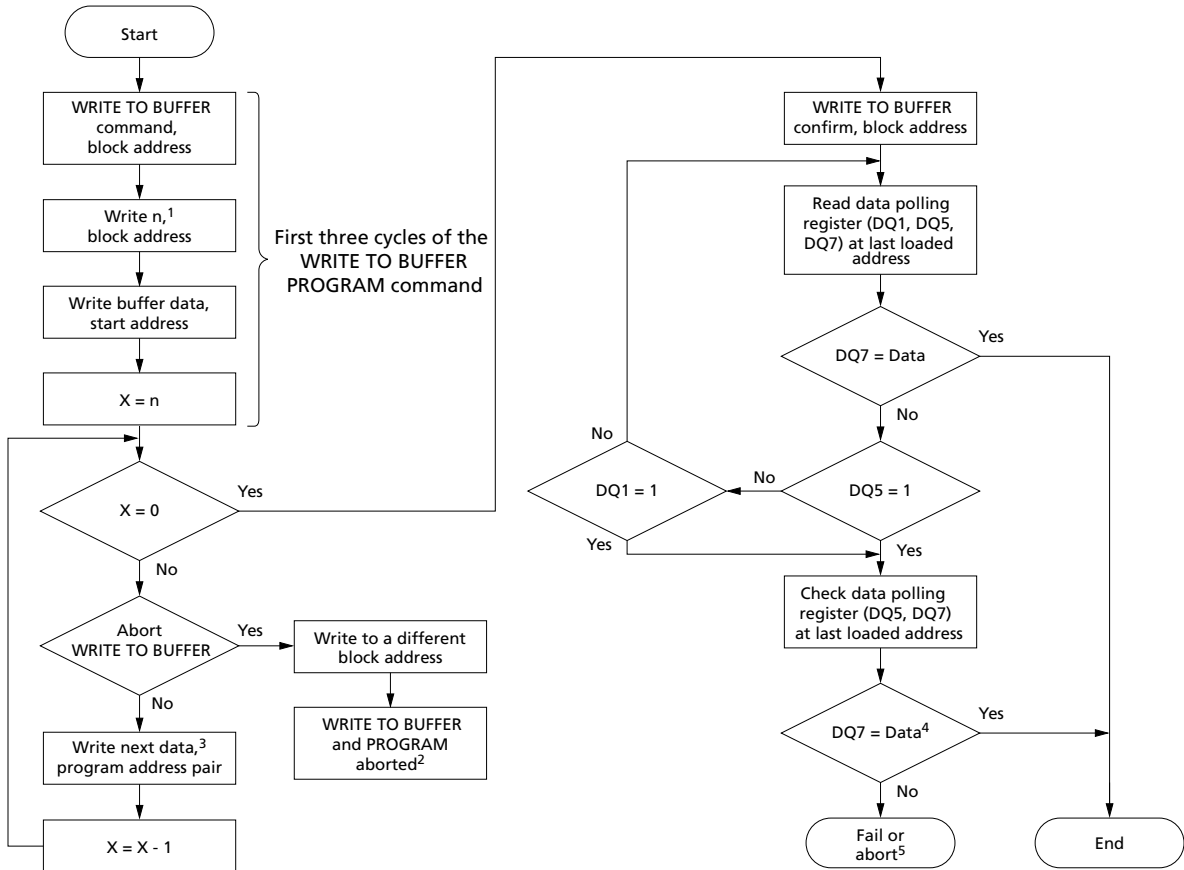 Start
WRITE TO BUFFER
command,
block address
Write n,1
block address
Write buffer data,
start address
X = n
First three cycles of the
WRITE TO BUFFER
PROGRAM command
X = 0
Yes
No
Abort
WRITE TO BUFFER
Yes
No
Write to a different
block address
WRITE TO BUFFER
and PROGRAM
aborted2
Write next data,3
program address pair
X = X - 1
WRITE TO BUFFER
confirm, block address
Read data polling
register (DQ1, DQ5,
DQ7) at last loaded
address
DQ7 = Data
Yes
No
DQ5 = 1
No
Yes
DQ1 = 1
No
Yes
Check data polling
register (DQ5, DQ7)
at last loaded address
DQ7 = Data4
Yes
No
Fail or
abort5
End